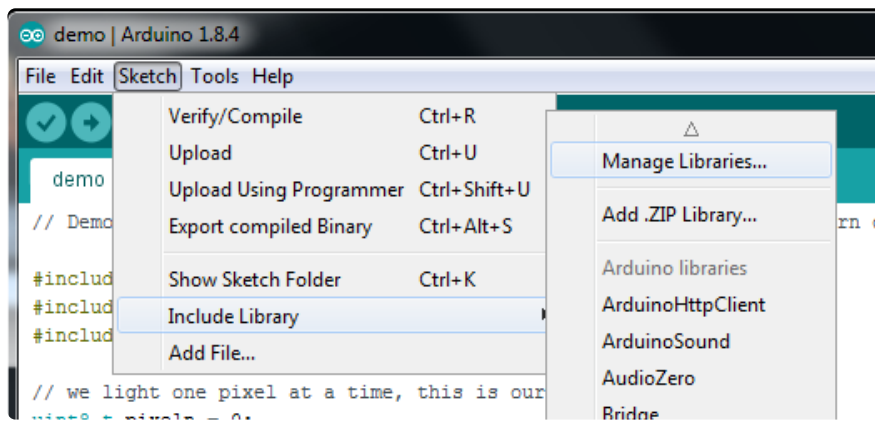 demo | Arduino 1.8.4
File Edit Sketch Tools Help
Verify/Compile Ctrl+R
Upload Ctrl+U
Upload Using Programmer Ctrl+Shift+U
Export compiled Binary Ctrl+Alt+S
Show Sketch Folder Ctrl+K
Include Library
Add File...
Manage Libraries...
Add .ZIP Library...
Arduino libraries
ArduinoHttpClient
ArduinoSound
AudioZero
Bridge
demo
// Demo
#includ
#includ
#includ
// we light one pixel at a time, this is our